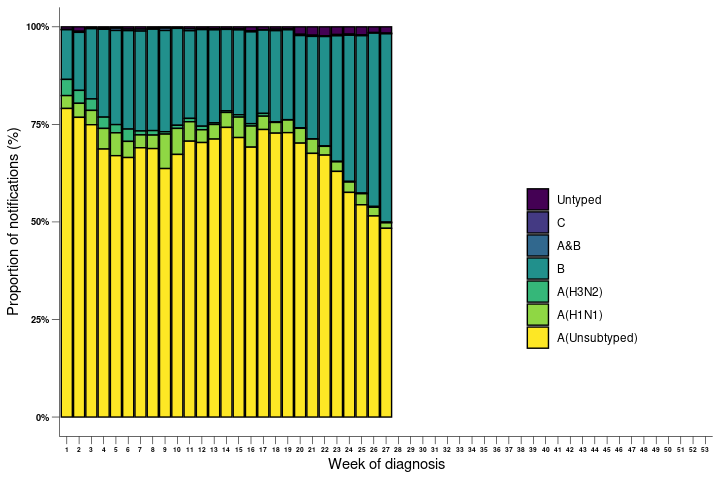 100%
75%
50%
25%
0%
Proportion of notifications (%)
Untyped
C
A&B
B
A(H3N2)
A(H1N1)
A(Unsubtyped)
1 2 3 4 5 6 7 8 9 10 11 12 13 14 15 16 17 18 19 20 21 22 23 24 25 26 27 28 29 30 31 32 33 34 35 36 37 38 39 40 41 42 43 44 45 46 47 48 49 50 51 52 53
Week of diagnosis